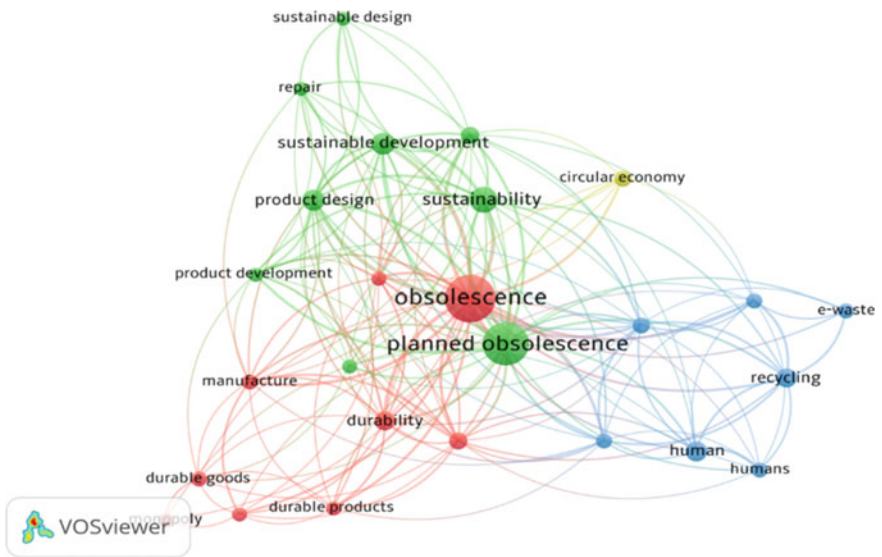 sustainable design
repair
sustainable development
product design
sustainability
circular economy
product development
obsolescence
e-waste
planned obsolescence
manufacture
recycling
durability
human
humans
durable goods
durable products
monopoly
VOSviewer